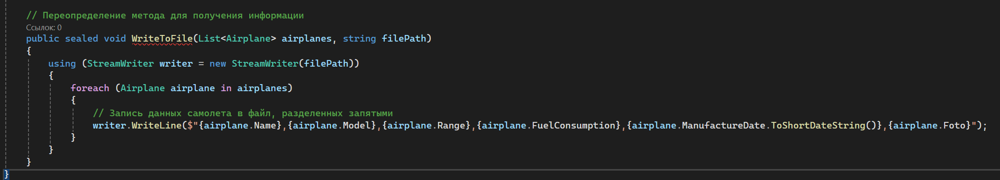 // Переопределение метода для получения информации
Ссылок: 0
public sealed void WriteToFile(List<Airplane> airplanes, string filePath)
{
using (StreamWriter writer = new StreamWriter(filePath))
{
foreach (Airplane airplane in airplanes)
{
// Запись данных самолета в файл, разделенных запятыми
writer.WriteLine($"{airplane.Name},{airplane.Model},{airplane.Range},{airplane.FuelConsumption},{airplane.ManufactureDate.ToShortDateString()},{airplane.Foto}");
}
}
}
}